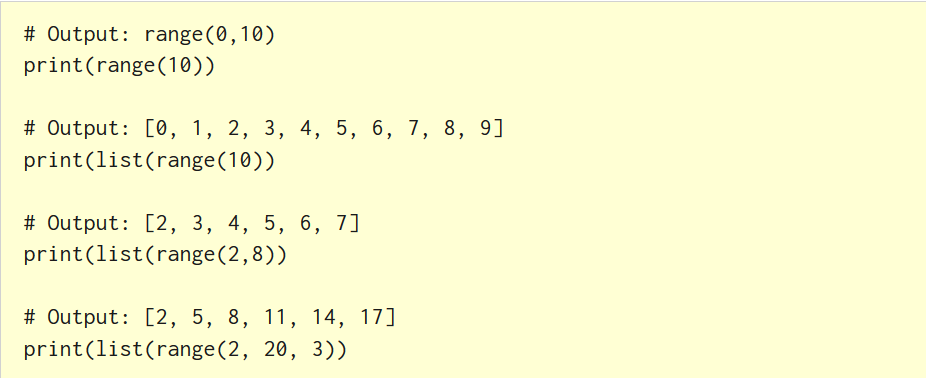 # Output: range(0,10)
print(range(10))
# Output: [0, 1, 2, 3, 4, 5, 6, 7, 8, 9]
print(list(range(10))
# Output: [2, 3, 4, 5, 6, 7]
print(list(range(2,8))
# Output: [2, 5, 8, 11, 14, 17]
print(list(range(2, 20, 3))